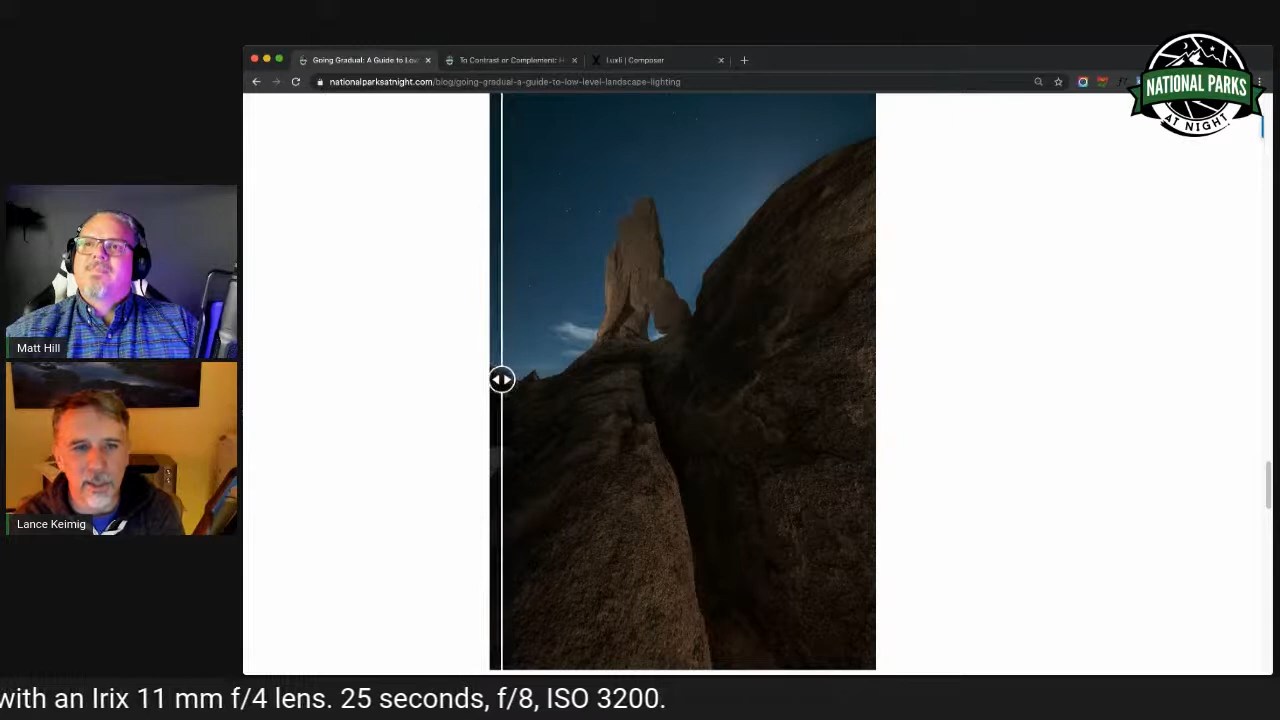 Going Gradual: A Guide to Low
To Contrast or Complement: H
Luxli | Composer
nationalparksatnight.com/blog/going-gradual-a-guide-to-low-level-landscape-lighting
NATIONAL PARKS
AT NIGHT
Matt Hill
Lance Keimig
with an Irix 11 mm f/4 lens. 25 seconds, f/8, ISO 3200.